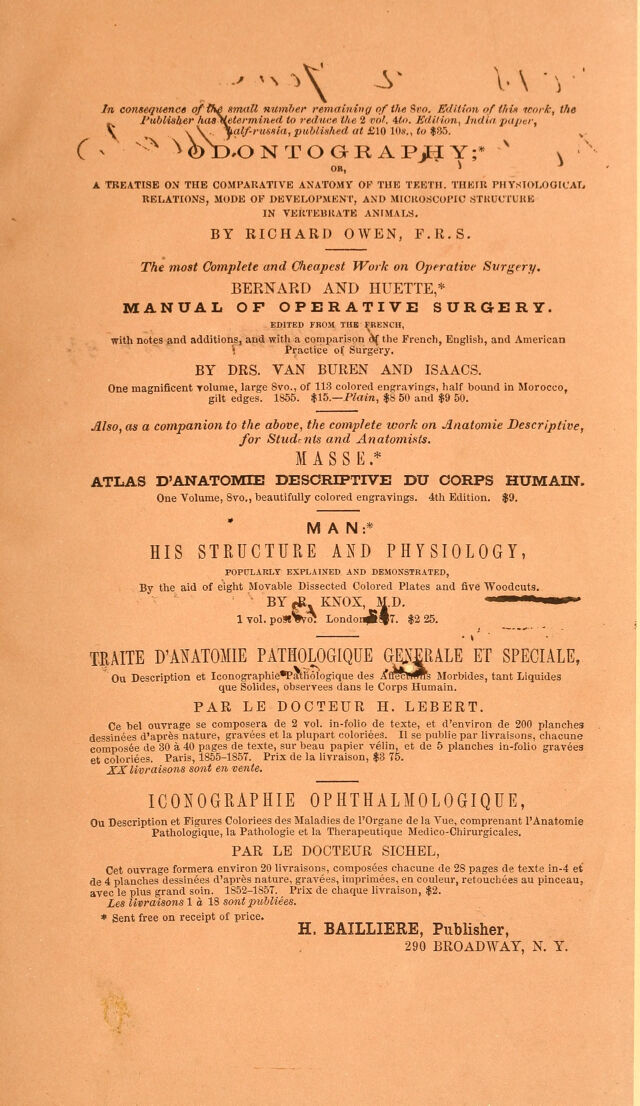 In consequence of the small number remaining of the 8vo. Edition of this work, the
Publisher has determined to reduce the 2 vol. 4to. Edition, India paper,
half-russia, published at £10 10s., to $35.
ODONTOGRAPHY;*
OR,
A TREATISE ON THE COMPARATIVE ANATOMY OF THE TEETH. THEIR PHYSIOLOGICAL
RELATIONS, MODE OF DEVELOPMENT, AND MICROSCOPIC STRUCTURE
IN VERTEBRATE ANIMALS.
BY RICHARD OWEN, F.R.S.
The most Complete and Cheapest Work on Operative Surgery.
BERNARD AND HUETTE,*
MANUAL OF OPERATIVE SURGERY.
EDITED FROM THE FRENCH,
with notes and additions, and with a comparison of the French, English, and American
Practice of Surgery.
BY DRS. VAN BUREN AND ISAACS.
One magnificent volume, large 8vo., of 113 colored engravings, half bound in Morocco,
gilt edges. 1855. $15.—Plain, $8 50 and $9 50.
Also, as a companion to the above, the complete work on Anatomie Descriptive,
for Students and Anatomists.
MASSE.*
ATLAS D'ANATOMIE DESCRIPTIVE DU CORPS HUMAIN.
One Volume, 8vo., beautifully colored engravings. 4th Edition. $9.
MAN:*
HIS STRUCTURE AND PHYSIOLOGY,
POPULARLY EXPLAINED AND DEMONSTRATED,
By the aid of eight Movable Dissected Colored Plates and five Woodcuts.
BY R. KNOX, M.D.
1 vol. post 8vo. London 7. $2 25.
TRAITE D'ANATOMIE PATHOLOGIQUE GENERALE ET SPECIALE,
Ou Description et Iconographie Pathologique des Affections Morbides, tant Liquides
que Solides, observees dans le Corps Humain.
PAR LE DOCTEUR H. LEBERT.
Ce bel ouvrage se composera de 2 vol. in-folio de texte, et d'environ de 200 planches
dessinées d'après nature, gravées et la plupart coloriées. Il se publie par livraisons, chacune
composée de 30 à 40 pages de texte, sur beau papier vélin, et de 5 planches in-folio gravées
et coloriées. Paris, 1855-1857. Prix de la livraison, $3 75.
XX livraisons sont en vente.
ICONOGRAPHIE OPHTHALMOLOGIQUE,
Ou Description et Figures Coloriees des Maladies de l'Organe de la Vue, comprenant l'Anatomie
Pathologique, la Pathologie et la Therapeutique Medico-Chirurgicales.
PAR LE DOCTEUR SICHEL,
Cet ouvrage formera environ 20 livraisons, composées chacune de 28 pages de texte in-4 et
de 4 planches dessinées d'après nature, gravées, imprimées, en couleur, retouchées au pinceau,
avec le plus grand soin. 1852-1857. Prix de chaque livraison, $2.
Les livraisons 1 à 18 sont publiées.
* Sent free on receipt of price.
H. BAILLIERE, Publisher,
290 BROADWAY, N. Y.